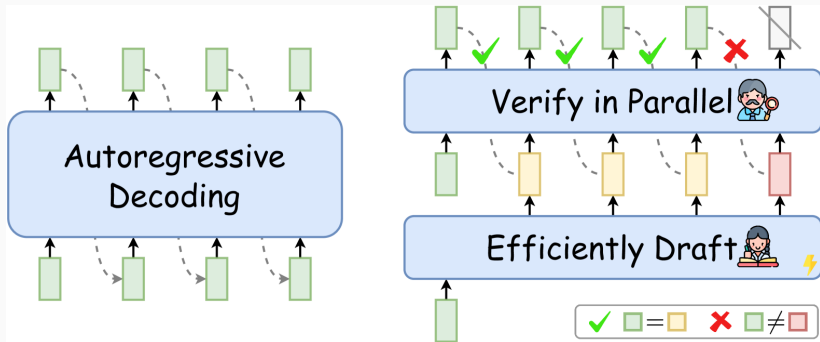 Autoregressive
Decoding
Verify in Parallel
Efficiently Draft
=
≠